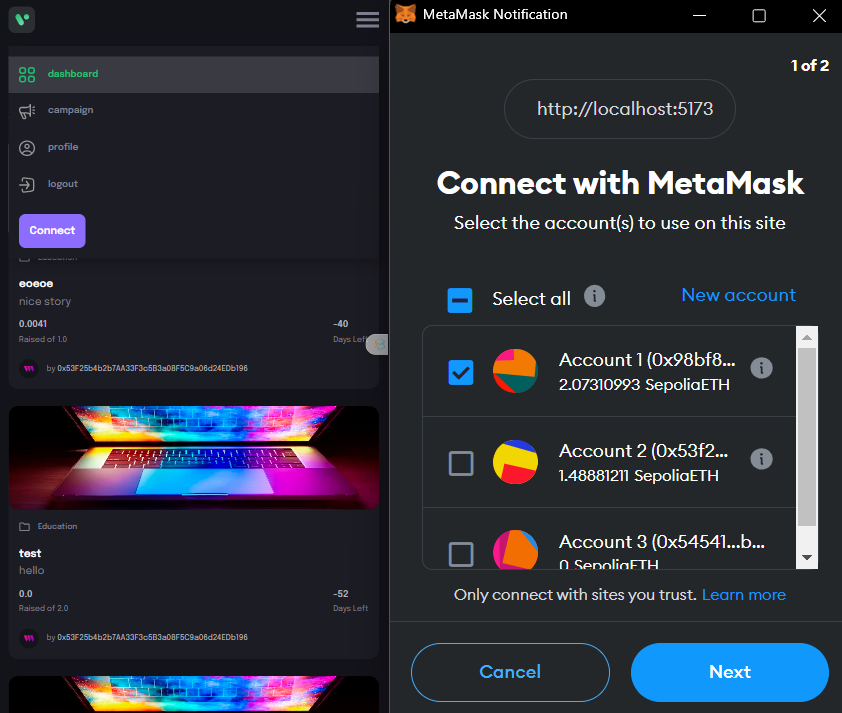 dashboard
campaign
profile
logout
Connect
Education
eoeoe
nice story
0.0041
-40
Raised of 1.0
Days Left
by 0x53F25b4b2b7AA33F3c5B3a08F5C9a06d24EDb196
Education
test
hello
0.0
-52
Raised of 2.0
Days Left
by 0x53F25b4b2b7AA33F3c5B3a08F5C9a06d24EDb196
MetaMask Notification
1 of 2
http://localhost:5173
Connect with MetaMask
Select the account(s) to use on this site
Select all
New account
Account 1 (0x98bf8...
2.07310993 SepoliaETH
Account 2 (0x53f2...
1.48881211 SepoliaETH
Account 3 (0x54541...b...
0 SepoliaETH
Only connect with sites you trust. Learn more
Cancel
Next